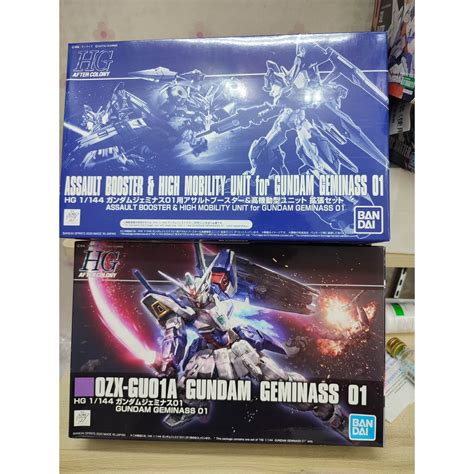 HG
AFTER COLONY
ASSAULT BOOSTER & HIGH MOBILITY UNIT for GUNDAM GEMINASS 01
HG 1/144 ガンダムジェミナス01用アサルトブースター&高機動型ユニット 拡張セット
ASSAULT BOOSTER & HIGH MOBILITY UNIT for GUNDAM GEMINASS 01
BAN
DAI
HG
AFTER COLONY
OZX-GU01A GUNDAM GEMINASS 01
HG 1/144 ガンダムジェミナス01
GUNDAM GEMINASS 01
BAN
DAI